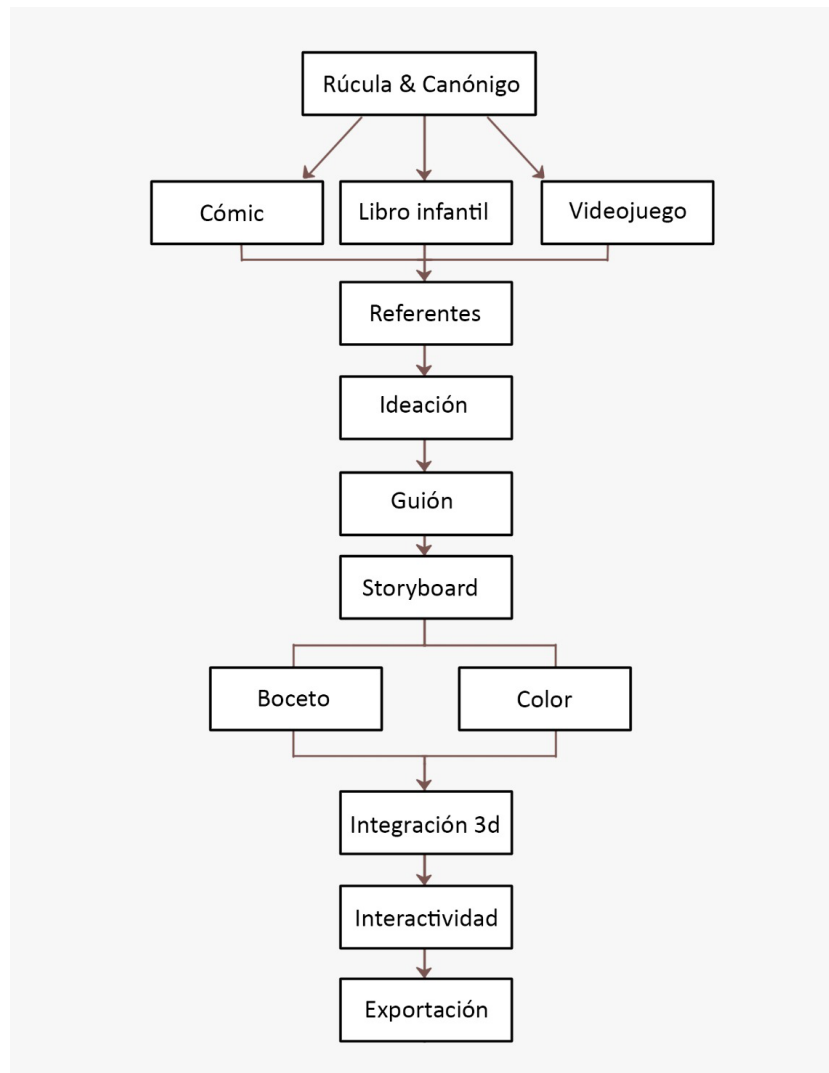 Rúcula & Canónigo
Cómic
Libro infantil
Videojuego
Referentes
Ideación
Guión
Storyboard
Boceto
Color
Integración 3d
Interactividad
Exportación